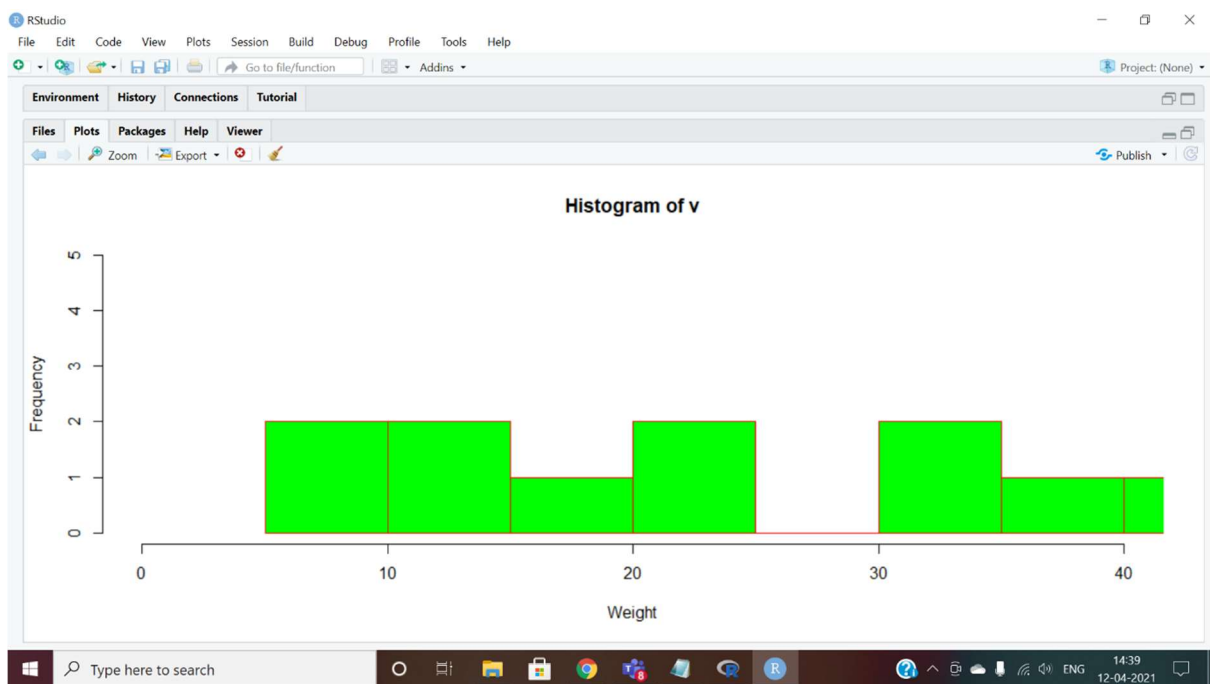 RStudio
File Edit Code View Plots Session Build Debug Profile Tools Help
Go to file/function Addins Project: (None)
Environment History Connections Tutorial
Files Plots Packages Help Viewer
Zoom Export Publish
Histogram of v
Frequency
5
4
3
2
1
0
0 10 20 30 40
Weight
Type here to search
ENG
14:39
12-04-2021